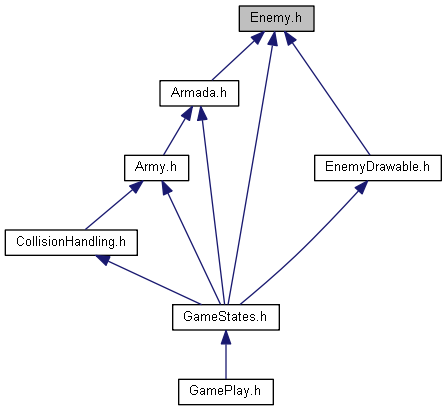 Enemy.h
Armada.h
Army.h
EnemyDrawable.h
CollisionHandling.h
GameStates.h
GamePlay.h